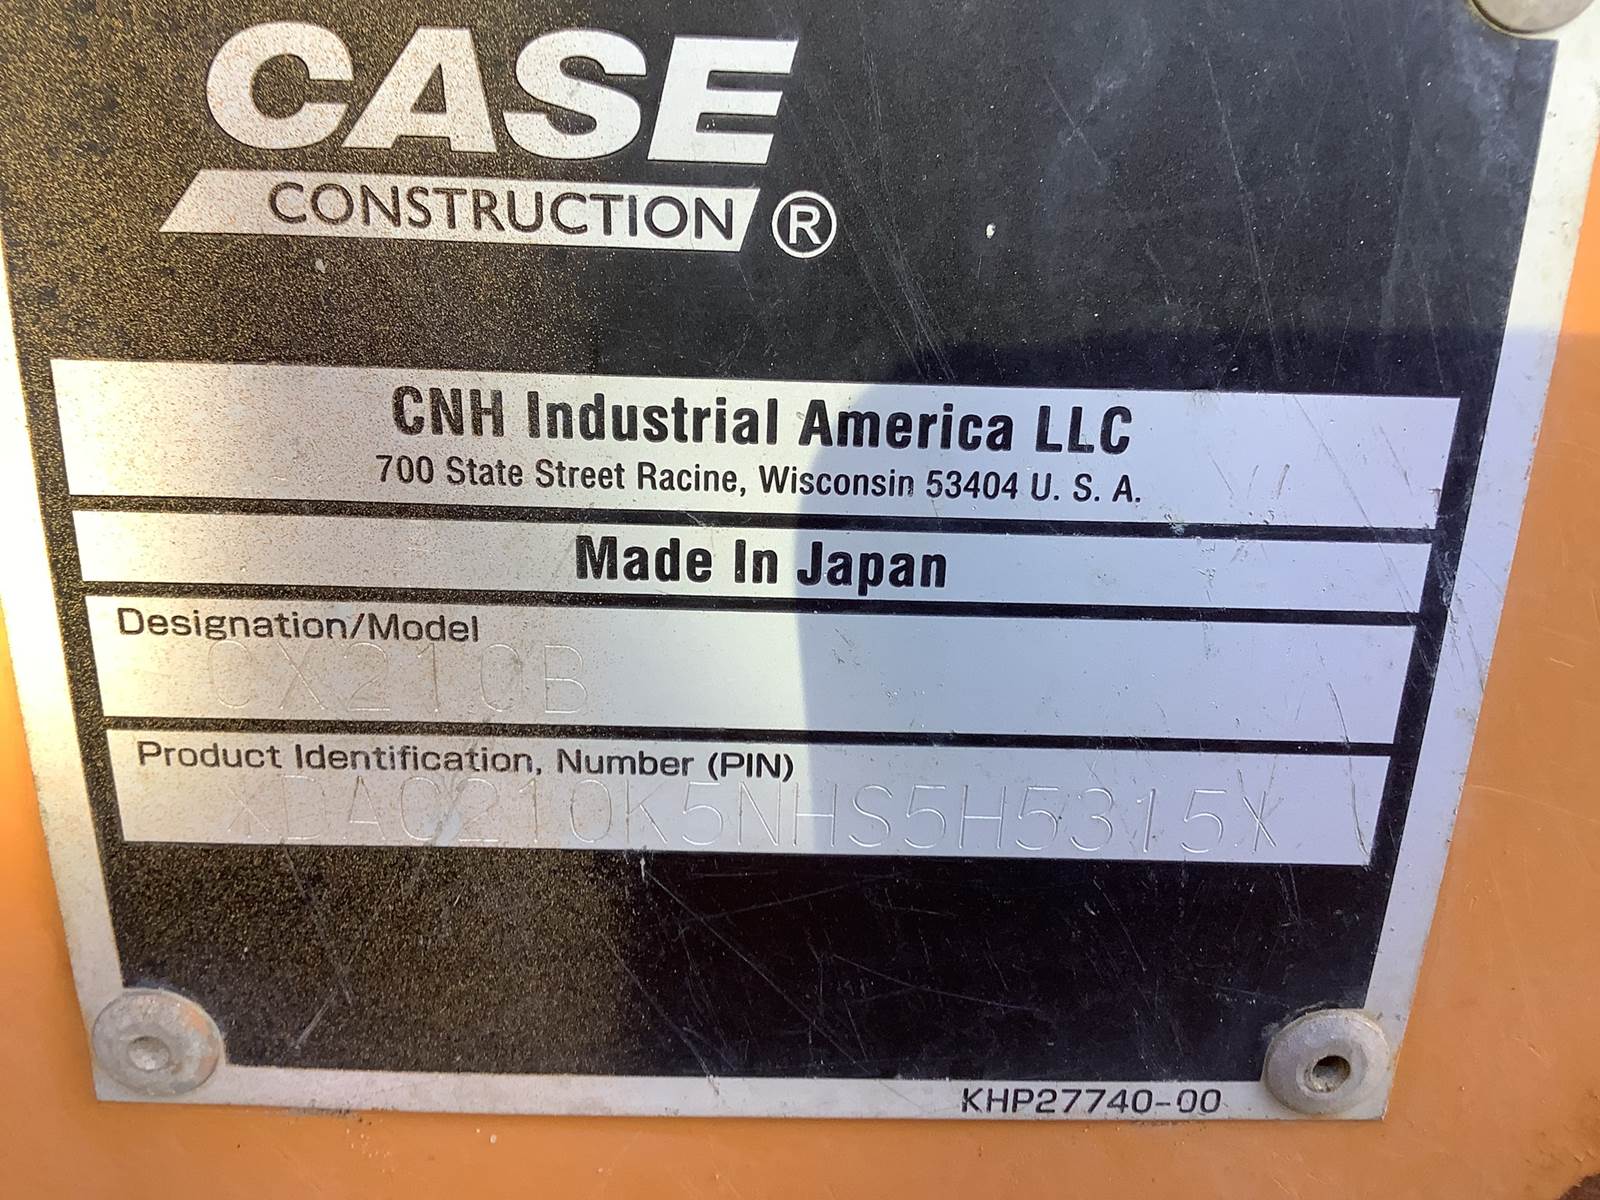 CASE
CONSTRUCTION ®
CNH Industrial America LLC
700 State Street Racine, Wisconsin 53404 U. S. A.
Made In Japan
Designation/Model
CX210B
Product Identification, Number (PIN)
XDAC210K5NHS5H5315X
KHP27740-00